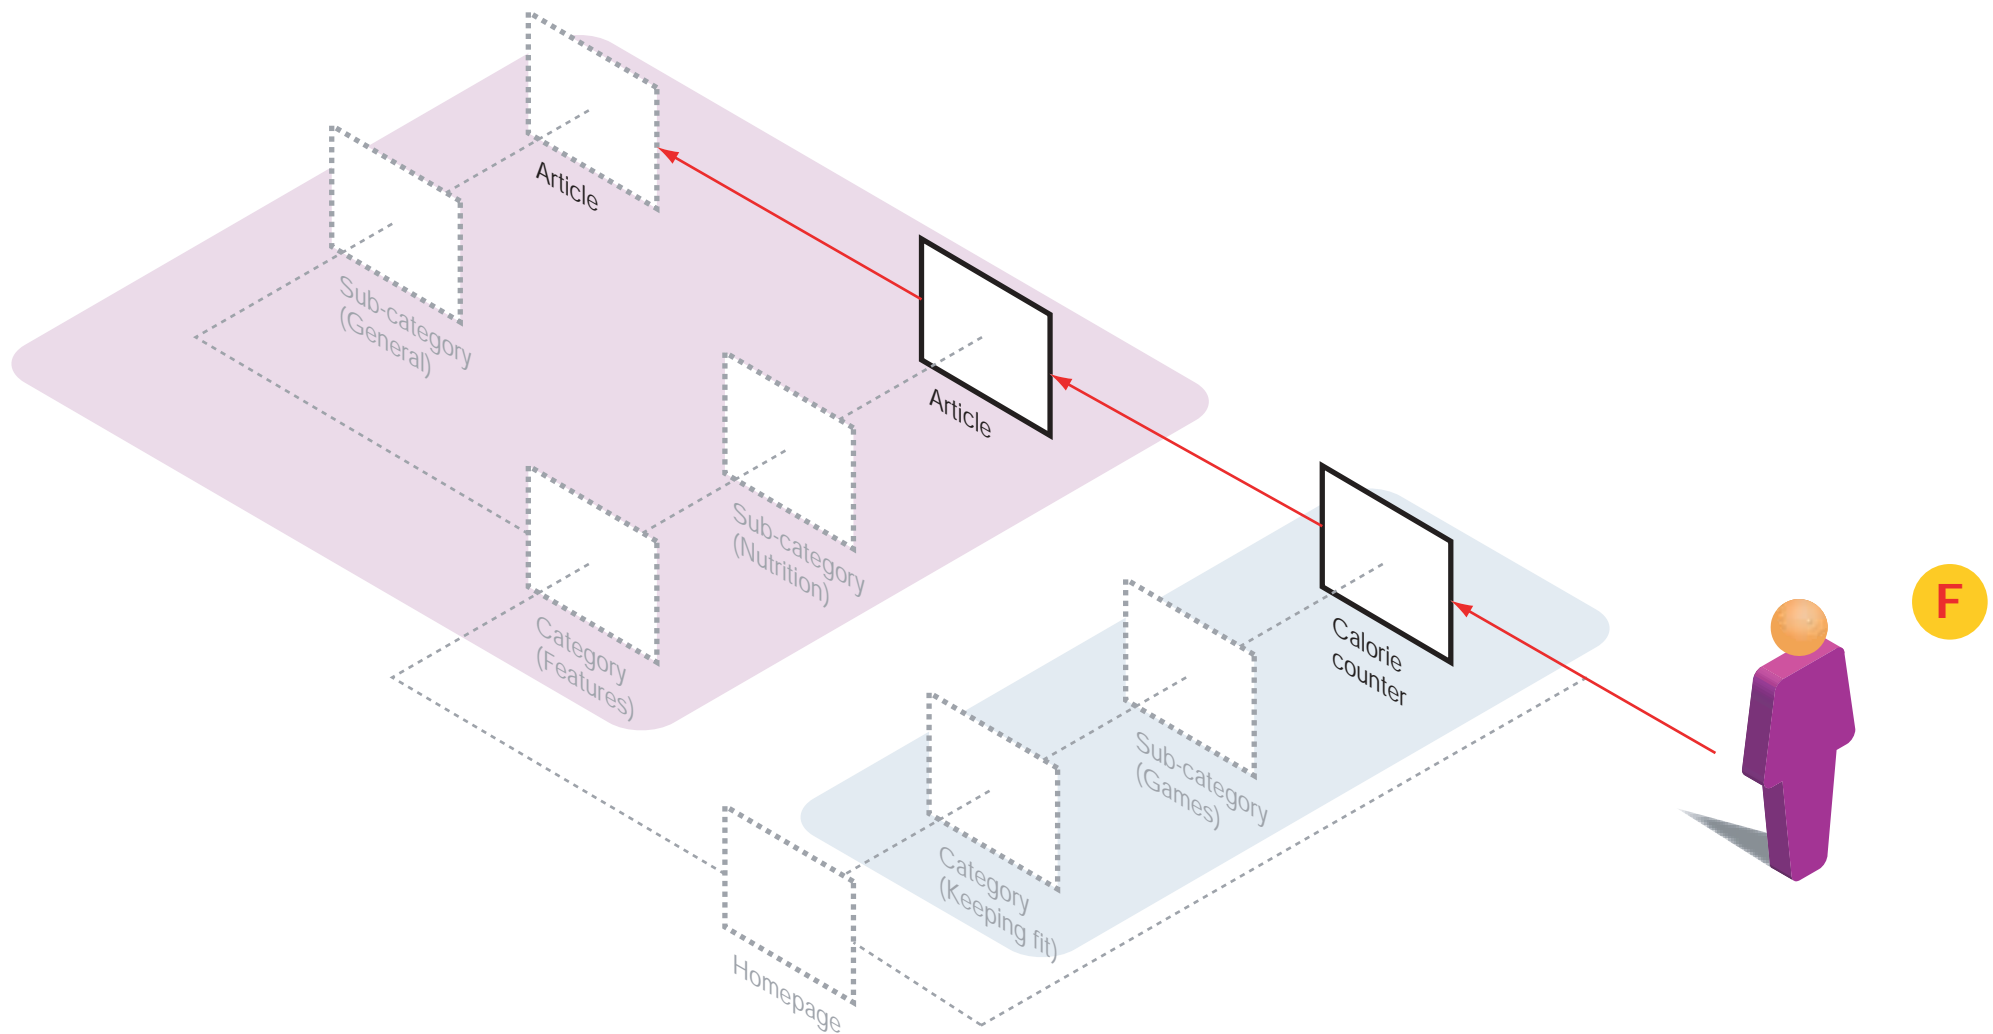 Article
Sub-category
(General)
Article
Sub-category
(Nutrition)
Category
(Features)
Calorie
counter
F
Sub-category
(Games)
Category
(Keeping fit)
Homepage